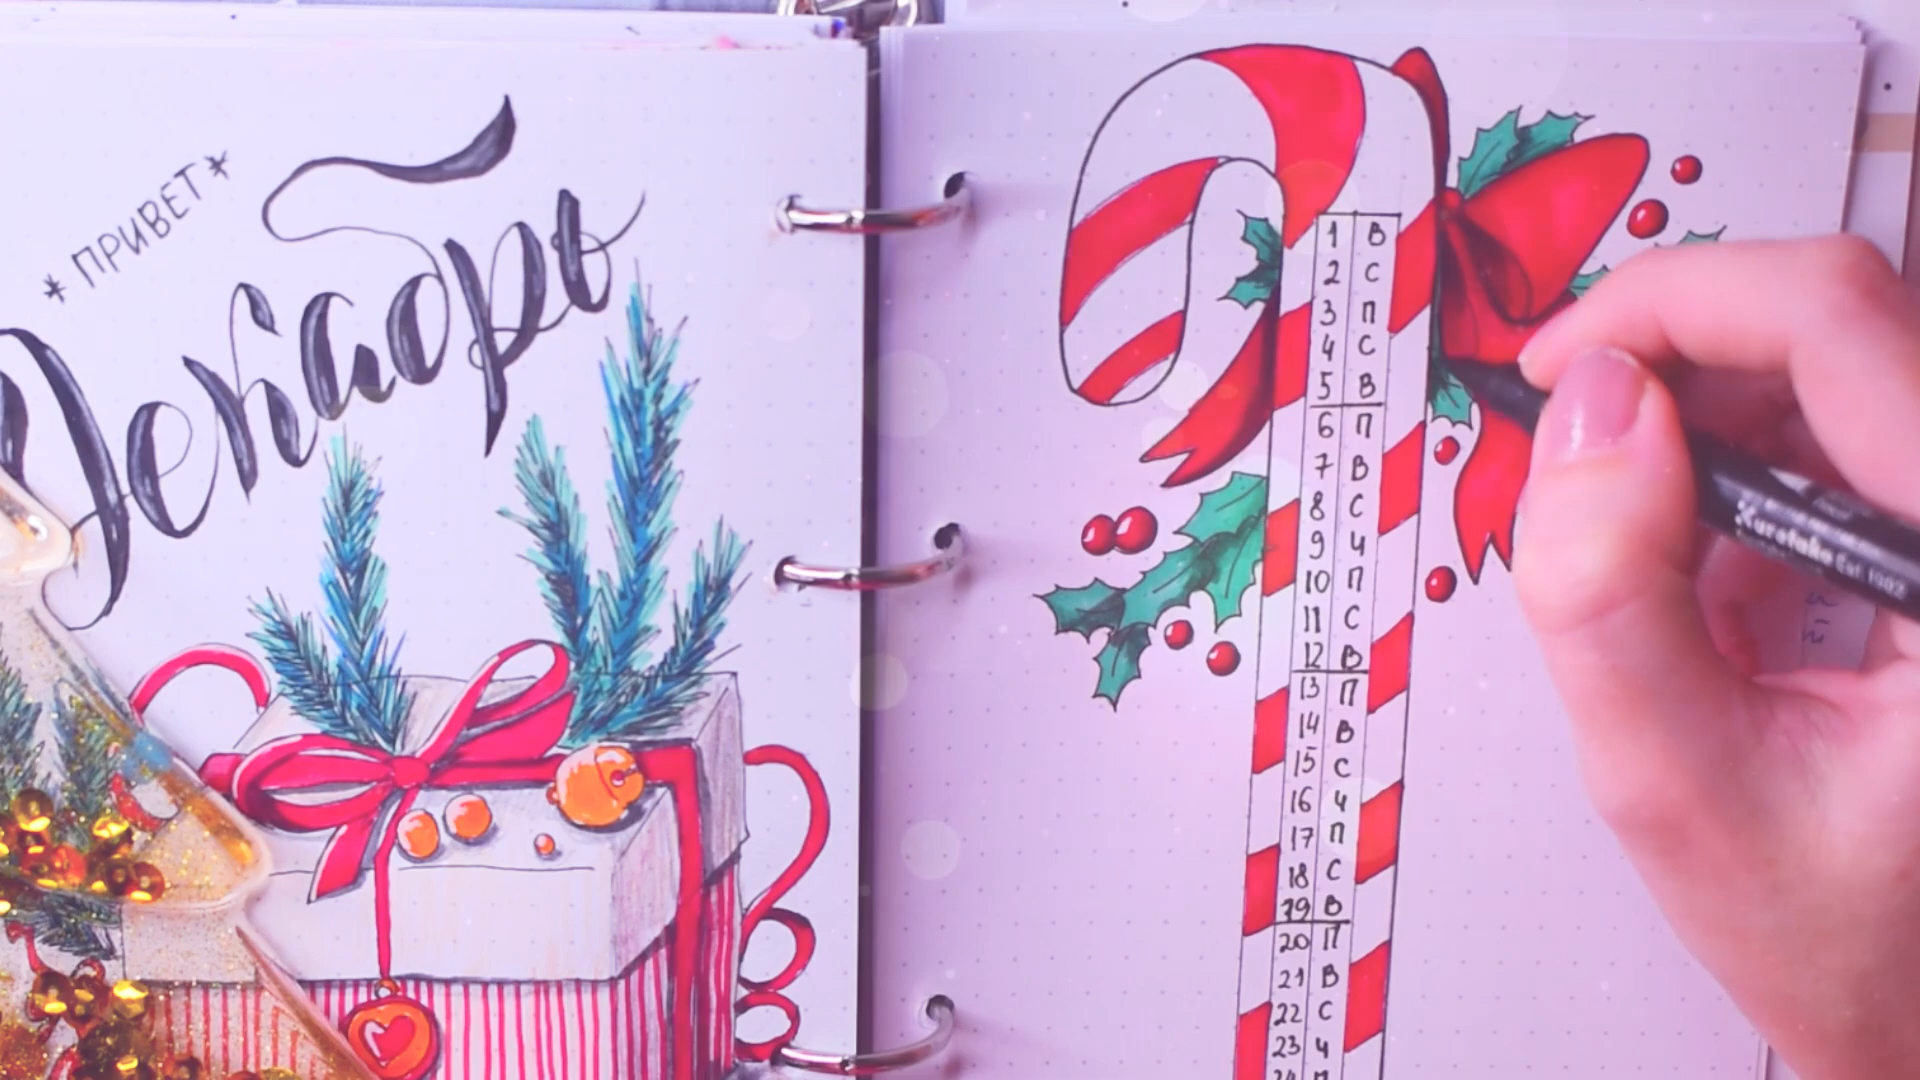 * ПРИВЕТ *
Декабрь
1 В
2 С
3 П
4 С
5 В
6 П
7 В
8 С
9 Ч
10 П
11 С
12 В
13 П
14 В
15 С
16 Ч
17 П
18 С
19 В
20 П
21 В
22 С
23 Ч
24 П
Kuretake